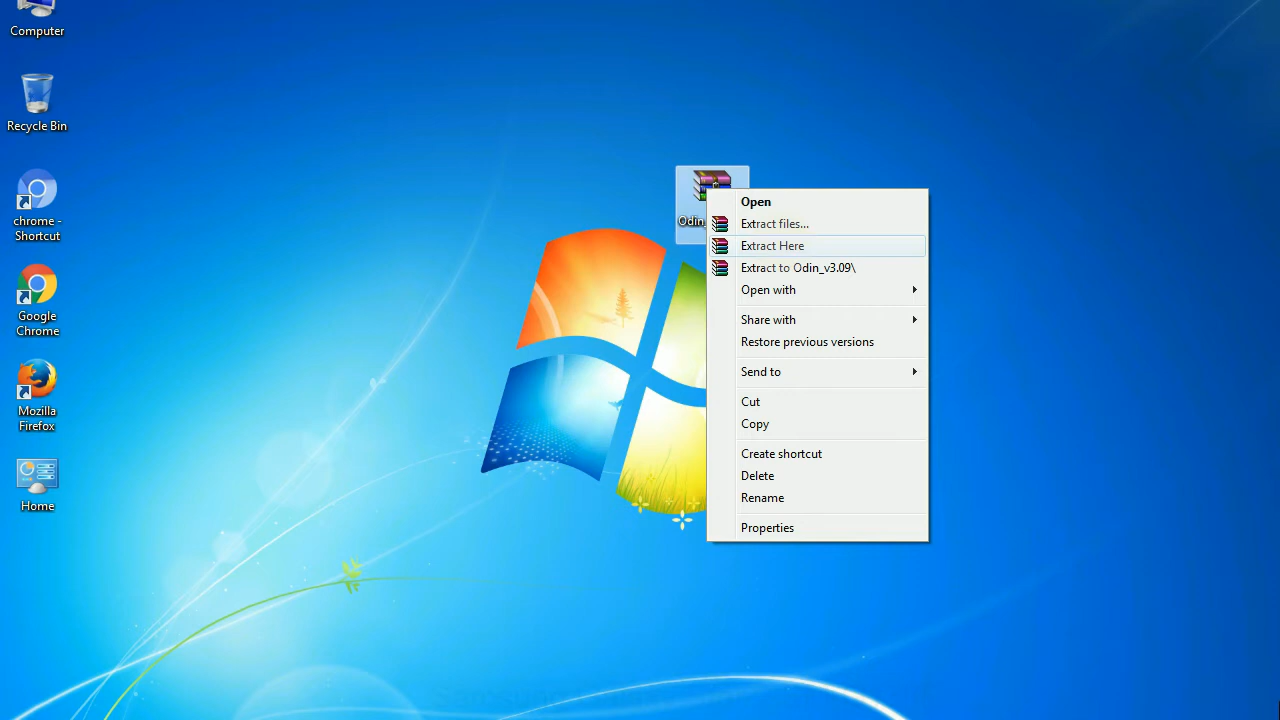 Computer
Recycle Bin
chrome -
Shortcut
Google
Chrome
Mozilla
Firefox
Home
Odin_
Open
Extract files...
Extract Here
Extract to Odin_v3.09\
Open with
Share with
Restore previous versions
Send to
Cut
Copy
Create shortcut
Delete
Rename
Properties